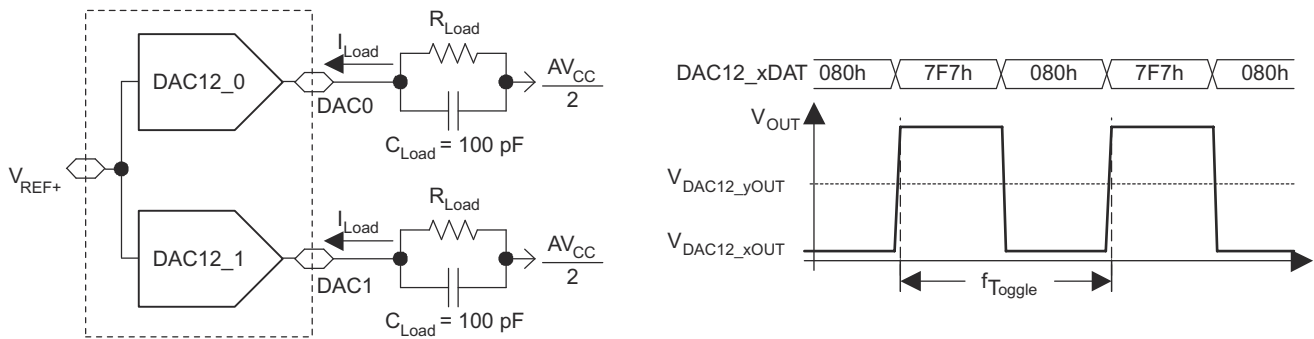 DAC12_0
DAC12_1
V_REF+
I_Load
DAC0
R_Load
C_Load = 100 pF
AV_CC
2
I_Load
DAC1
R_Load
C_Load = 100 pF
AV_CC
2
DAC12_xDAT 080h 7F7h 080h 7F7h 080h
V_OUT
V_DAC12_yOUT
V_DAC12_xOUT
f_Toggle